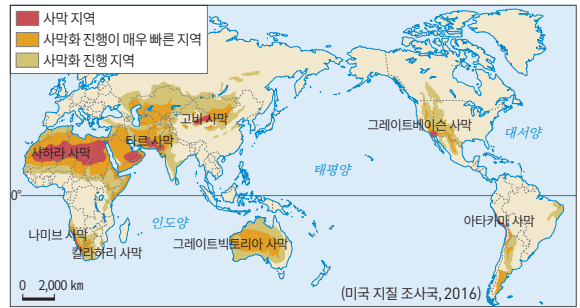 사막 지역
사막화 진행이 매우 빠른 지역
사막화 진행 지역
고비 사막
그레이트베이슨 사막
대서양
타르 사막
사하라 사막
태평양
0°
인도양
아타카마 사막
나미브 사막
그레이트빅토리아 사막
칼라하리 사막
0 2,000 km
(미국 지질 조사국, 2016)